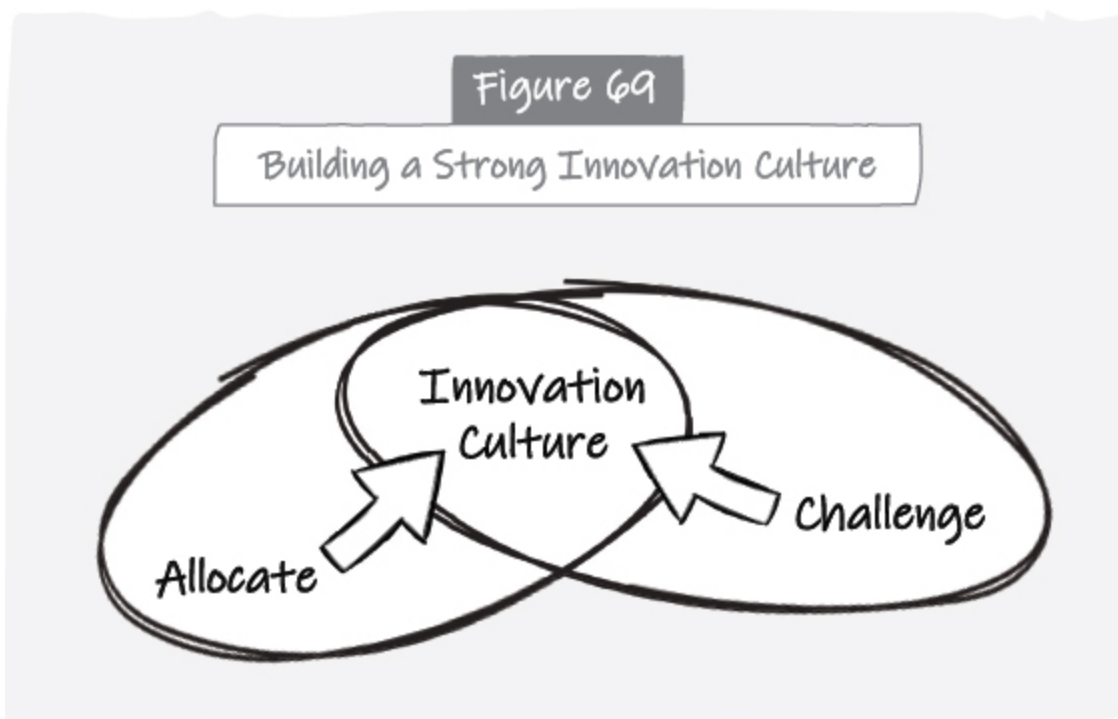 Figure 69
Building a Strong Innovation Culture
Innovation
Culture
Challenge
Allocate